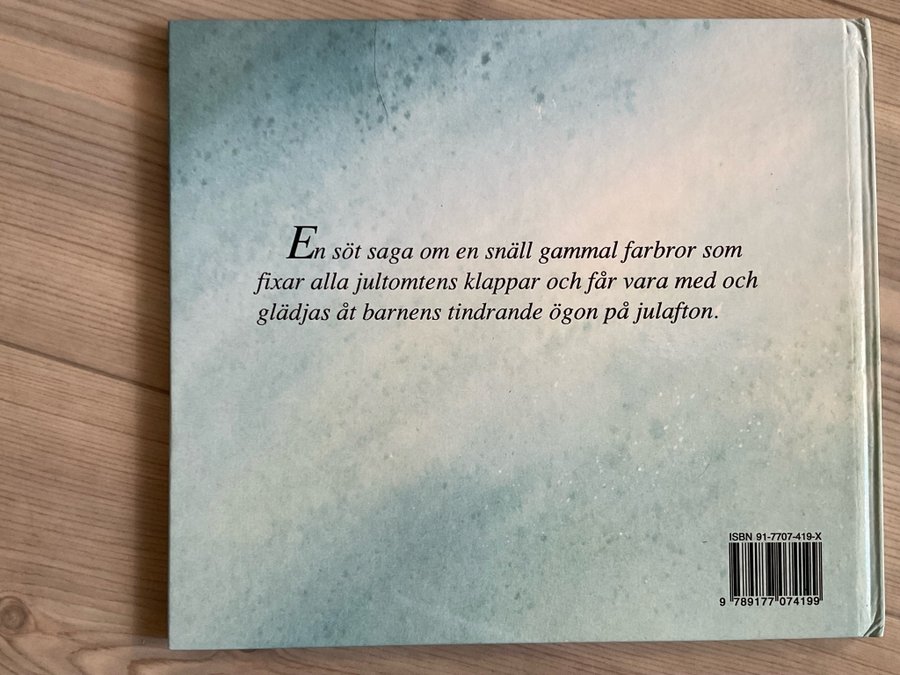 En söt saga om en snäll gammal farbror som
fixar alla jultomtens klappar och får vara med och
glädjas åt barnens tindrande ögon på julafton.
ISBN 91-7707-419-X
9 789177 074199